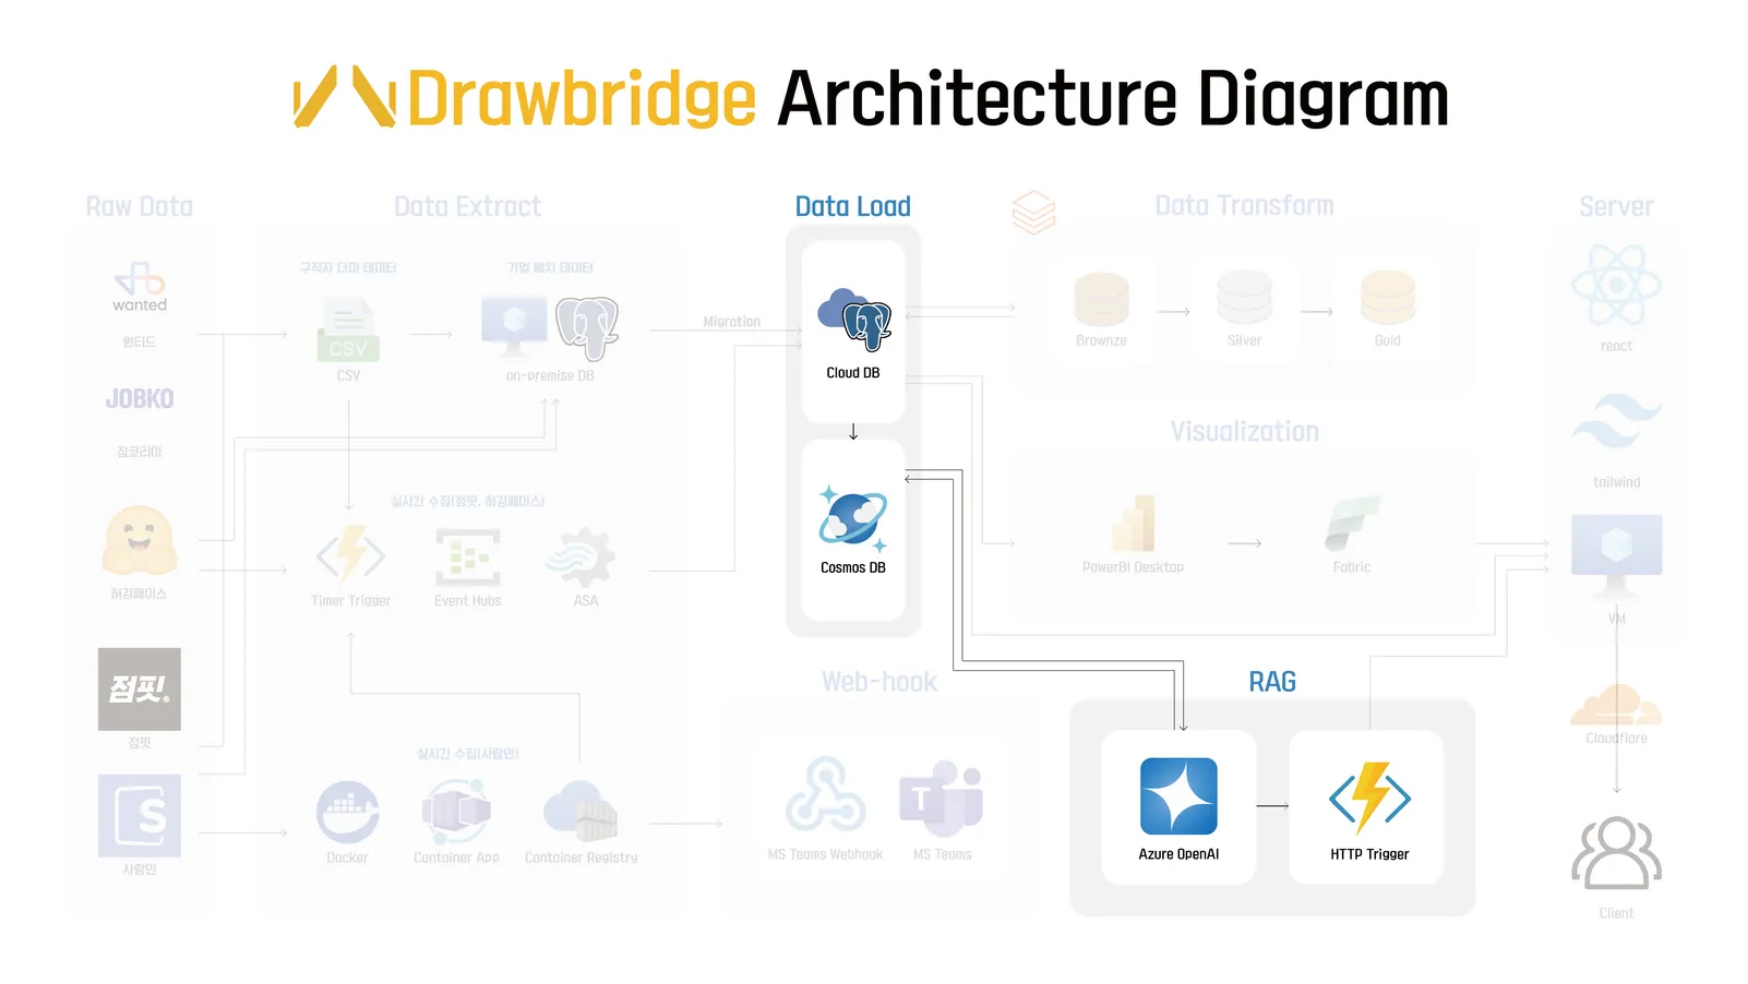 Drawbridge Architecture Diagram
Raw Data
wanted
원티드
JOBKO
잡코리아
허깅페이스
점핏.
점핏
S
사람인
Data Extract
구직자 더미 데이터
CSV
CSV
기업 배치 데이터
on-premise DB
실시간 수집(점핏, 허깅페이스)
Timer Trigger
Event Hubs
ASA
실시간 수집(사람인)
Docker
Container App
Container Registry
Migration
Data Load
Cloud DB
Cosmos DB
Data Transform
Brownze
Silver
Gold
Visualization
PowerBI Desktop
Fabric
Web-hook
MS Teams Webhook
T
MS Teams
RAG
Azure OpenAI
HTTP Trigger
Server
react
tailwind
VM
Cloudflare
Client